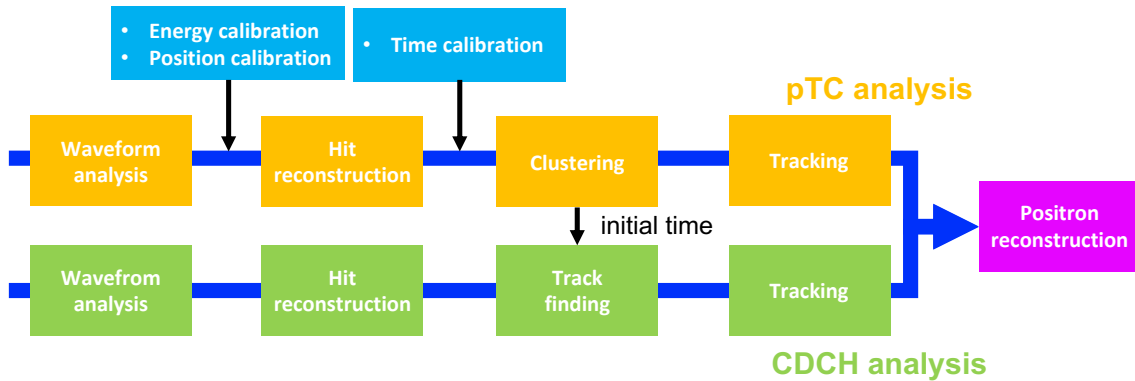 • Energy calibration
• Position calibration
• Time calibration
pTC analysis
Waveform
analysis
Hit
reconstruction
Clustering
Tracking
initial time
Positron
reconstruction
Wavefrom
analysis
Hit
reconstruction
Track
finding
Tracking
CDCH analysis